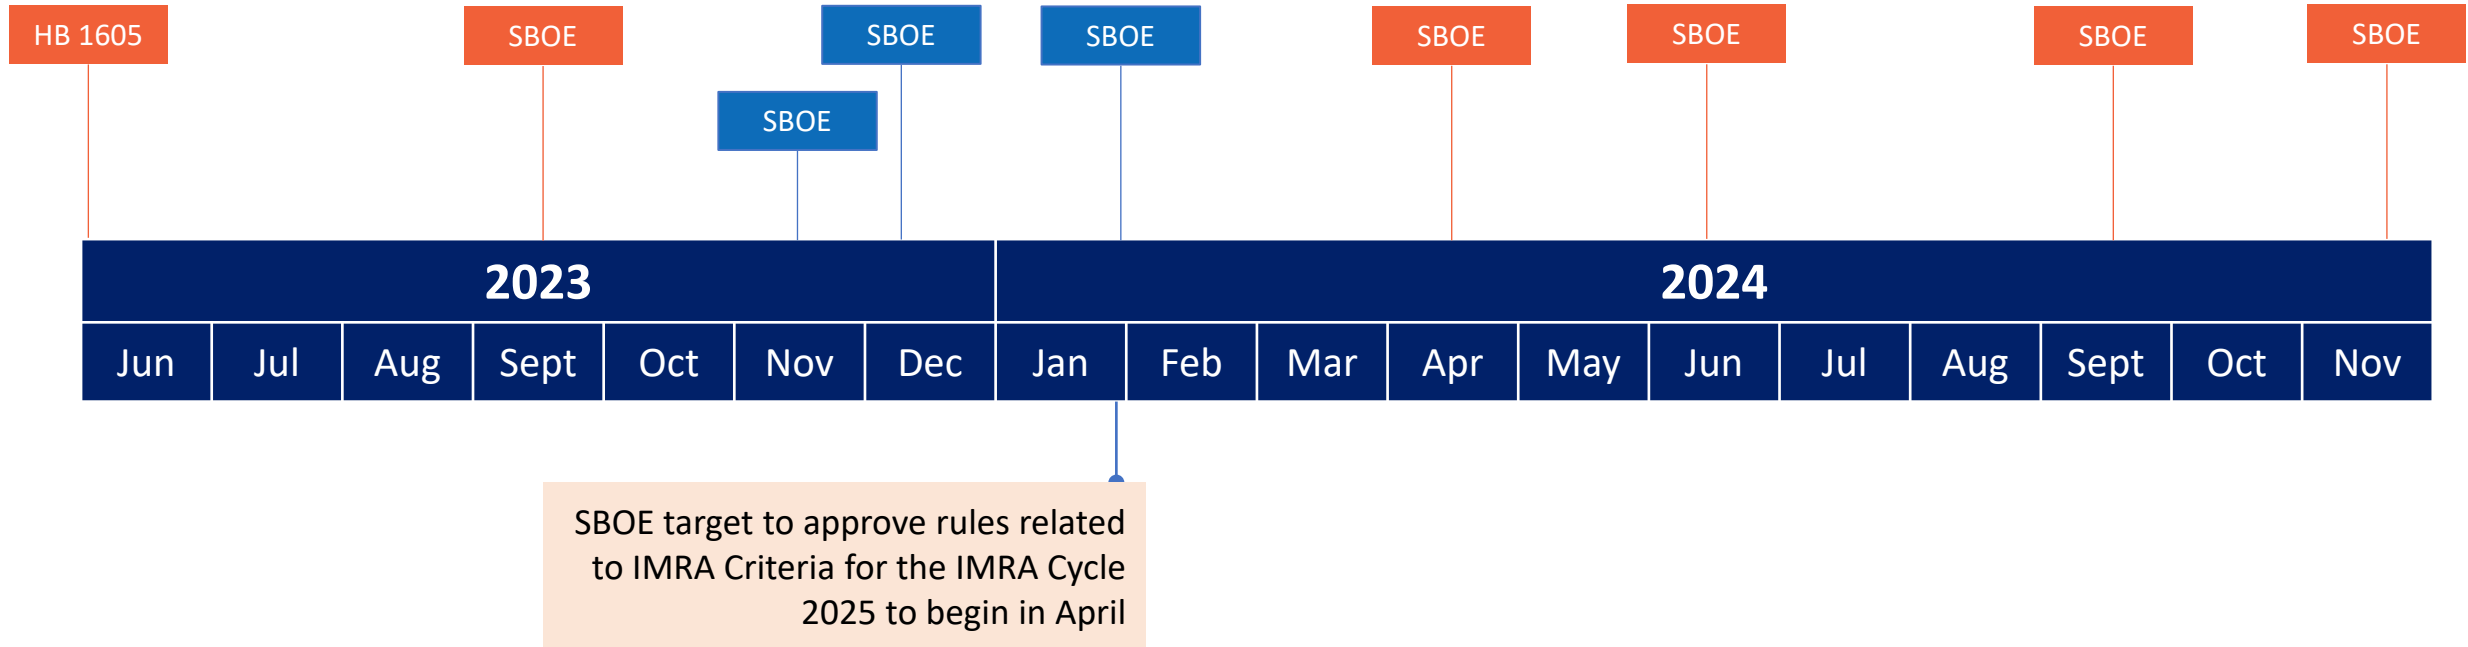 HB 1605
SBOE
SBOE
SBOE
SBOE
SBOE
SBOE
SBOE
SBOE
2023
2024
Jun
Jul
Aug
Sept
Oct
Nov
Dec
Jan
Feb
Mar
Apr
May
Jun
Jul
Aug
Sept
Oct
Nov
SBOE target to approve rules related
to IMRA Criteria for the IMRA Cycle
2025 to begin in April